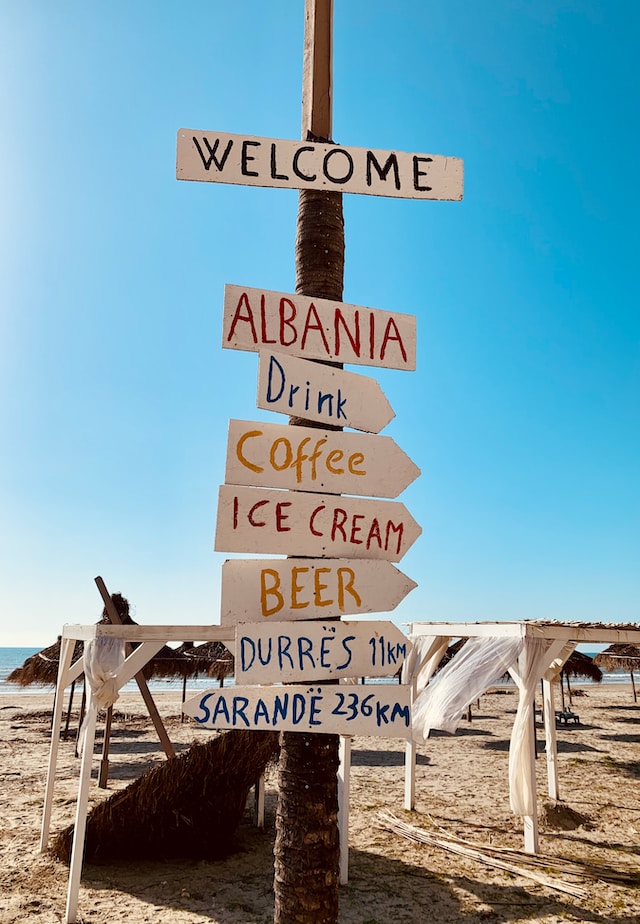 WELCOME
ALBANIA
Drink
Coffee
ICE CREAM
BEER
DURRËS 11KM
SARANDË 236KM